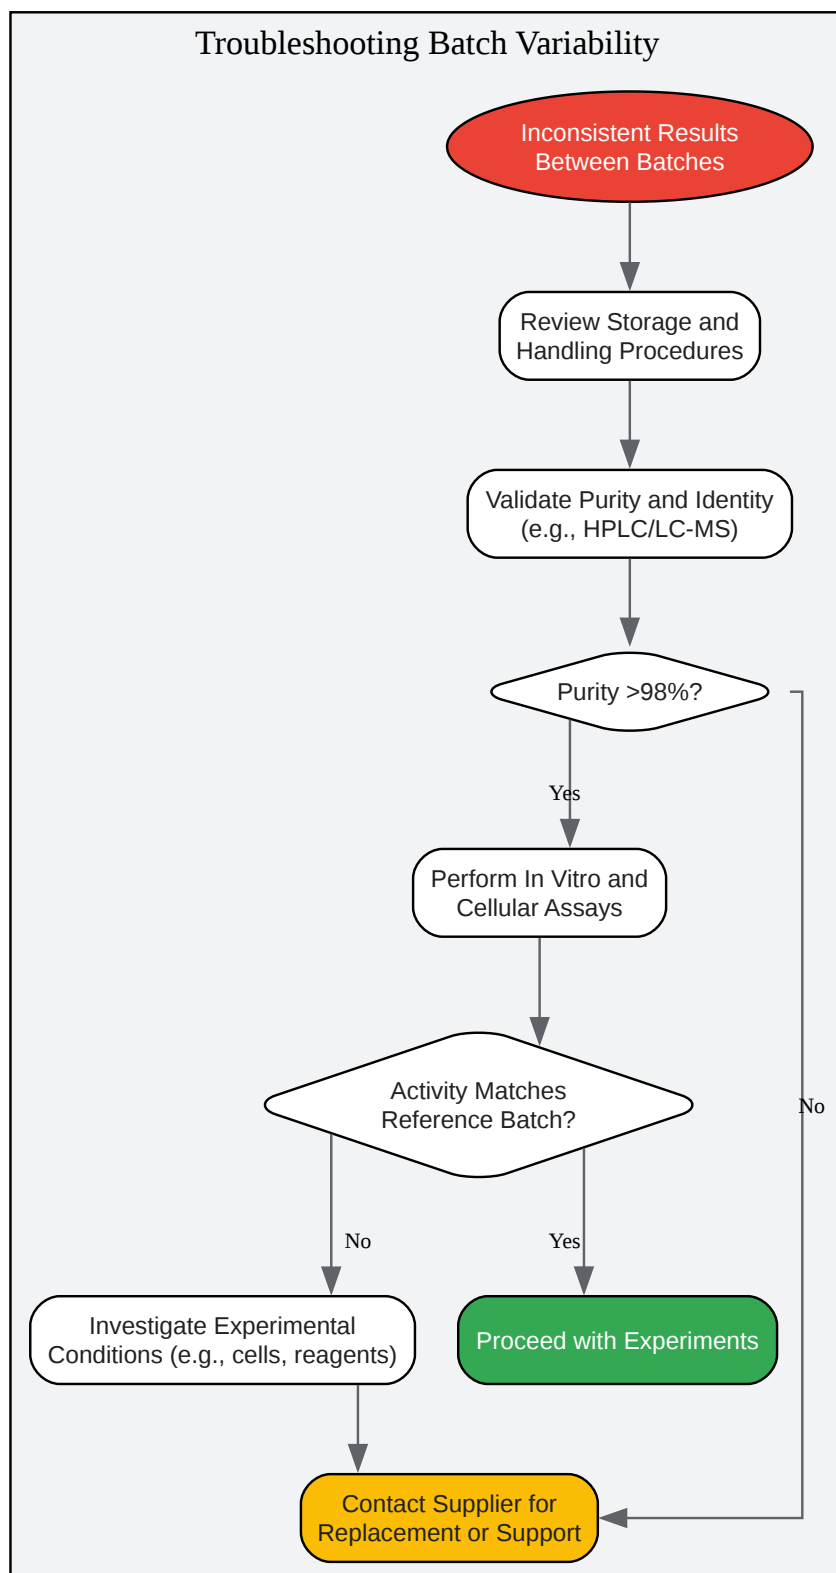 Troubleshooting Batch Variability
Inconsistent Results
Between Batches
Review Storage and
Handling Procedures
Validate Purity and Identity
(e.g., HPLC/LC-MS)
Purity >98%?
Yes
Perform In Vitro and
Cellular Assays
Activity Matches
Reference Batch?
No
No
Yes
Investigate Experimental
Conditions (e.g., cells, reagents)
Proceed with Experiments
Contact Supplier for
Replacement or Support